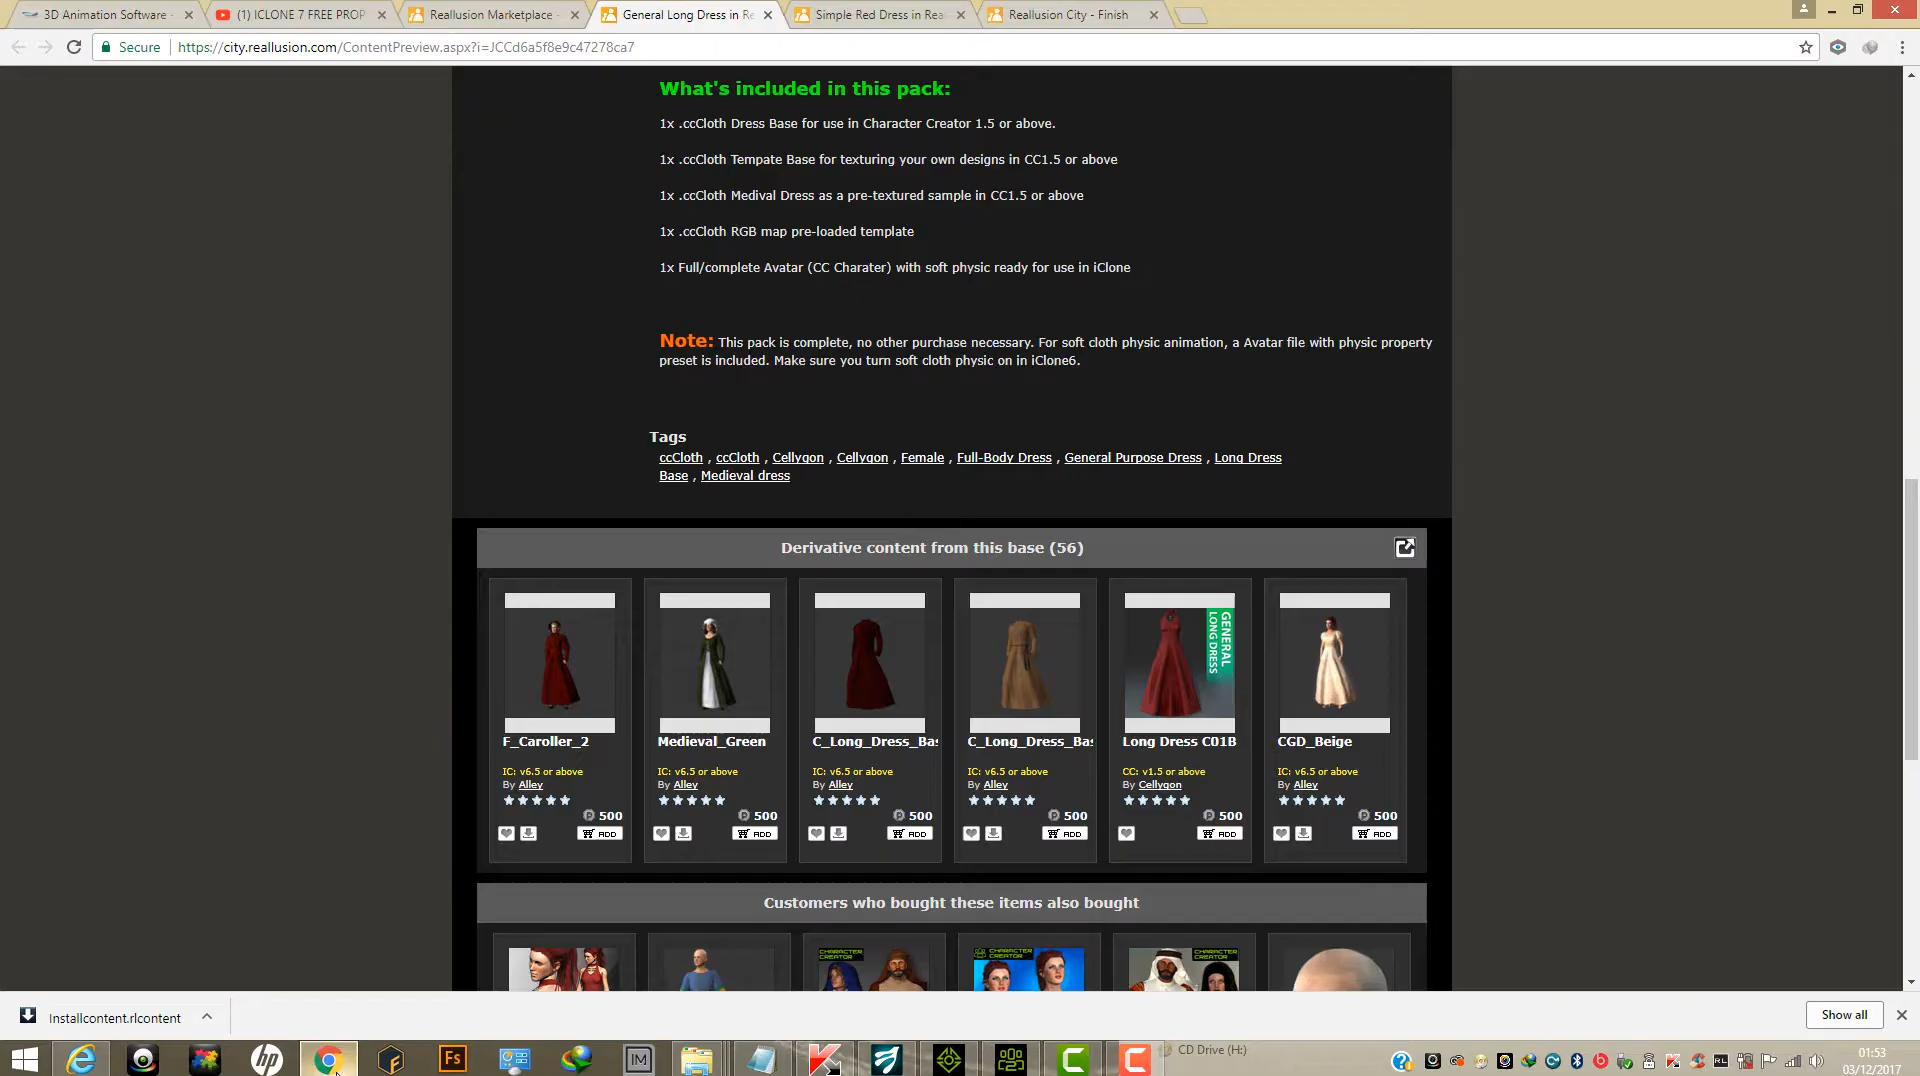 3D Animation Software -
(1) ICLONE 7 FREE PROP
Reallusion Marketplace -
General Long Dress in Re
Simple Red Dress in Rea
Reallusion City - Finish
Secure
https://city.reallusion.com/ContentPreview.aspx?i=JCCd6a5f8e9c47278ca7
What's included in this pack:
1x .ccCloth Dress Base for use in Character Creator 1.5 or above.
1x .ccCloth Tempate Base for texturing your own designs in CC1.5 or above
1x .ccCloth Medival Dress as a pre-textured sample in CC1.5 or above
1x .ccCloth RGB map pre-loaded template
1x Full/complete Avatar (CC Charater) with soft physic ready for use in iClone
Note: This pack is complete, no other purchase necessary. For soft cloth physic animation, a Avatar file with physic property
preset is included. Make sure you turn soft cloth physic on in iClone6.
Tags
ccCloth , ccCloth , Cellygon , Cellygon , Female , Full-Body Dress , General Purpose Dress , Long Dress
Base , Medieval dress
Derivative content from this base (56)
GENERAL
LONG DRESS
F_Caroller_2
Medieval_Green
C_Long_Dress_Bas
C_Long_Dress_Bas
Long Dress C01B
CGD_Beige
IC: v6.5 or above
IC: v6.5 or above
IC: v6.5 or above
IC: v6.5 or above
CC: v1.5 or above
IC: v6.5 or above
By Alley
By Alley
By Alley
By Alley
By Cellygon
By Alley
P 500
P 500
P 500
P 500
P 500
P 500
ADD
ADD
ADD
ADD
ADD
ADD
Customers who bought these items also bought
CHARACTER
CREATOR
CHARACTER
CREATOR
CHARACTER
CREATOR
Installcontent.rlcontent
Show all
hp
Fs
IM
CD Drive (H:)
RL
01:53
03/12/2017